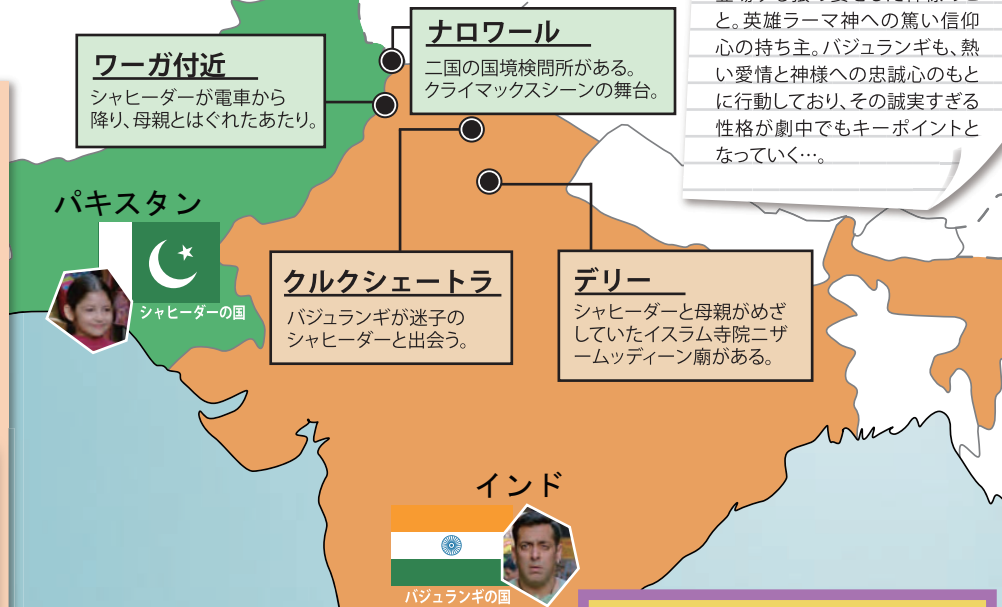 と。英雄ラーマ神への篤い信仰
心の持ち主。バジュランギも、熱
い愛情と神様への忠誠心のもと
に行動しており、その誠実すぎる
性格が劇中でもキーポイントと
なっていく…。
ナロワール
二国の国境検問所がある。
クライマックスシーンの舞台。
ワーガ付近
シャヒーダーが電車から
降り、母親とはぐれたあたり。
パキスタン
シャヒーダーの国
クルクシェートラ
バジュランギが迷子の
シャヒーダーと出会う。
デリー
シャヒーダーと母親がめざ
していたイスラム寺院ニザ
ームッディーン廟がある。
インド
バジュランギの国